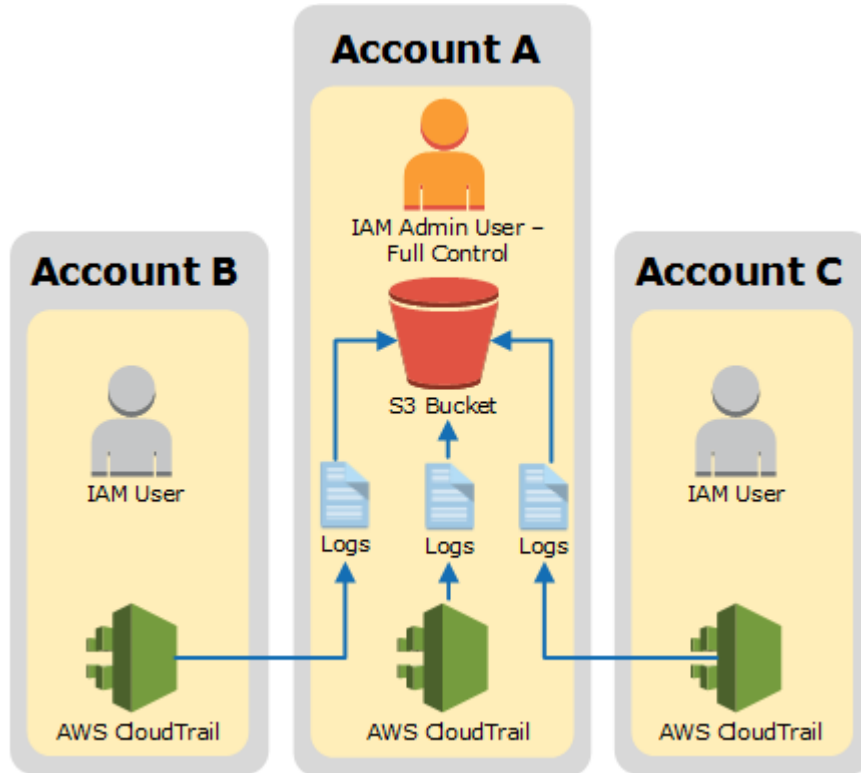 Account A
IAM Admin User –
Full Control
S3 Bucket
Logs
Logs
Logs
AWS CloudTrail
Account B
IAM User
AWS CloudTrail
Account C
IAM User
AWS CloudTrail